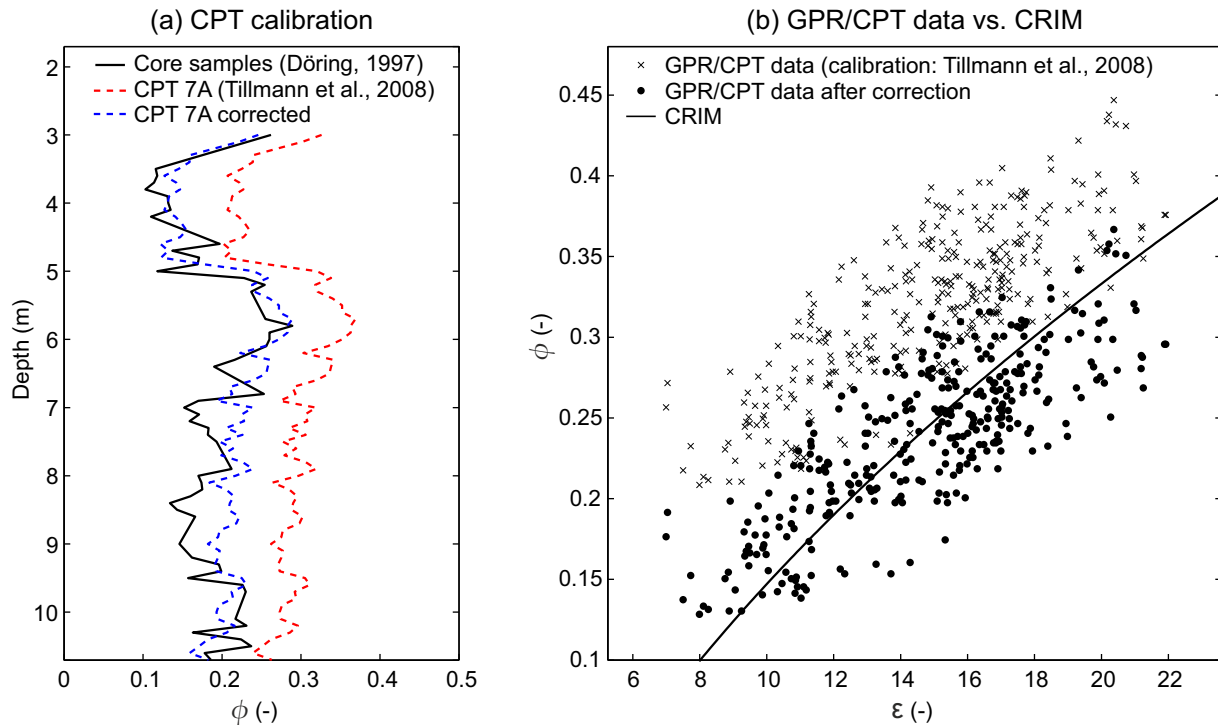 (a) CPT calibration
Core samples (Döring, 1997)
CPT 7A (Tillmann et al., 2008)
CPT 7A corrected
Depth (m)
2
3
4
5
6
7
8
9
10
0
0.1
0.2
0.3
0.4
0.5
ϕ (-)
(b) GPR/CPT data vs. CRIM
GPR/CPT data (calibration: Tillmann et al., 2008)
GPR/CPT data after correction
CRIM
ϕ (-)
0.45
0.4
0.35
0.3
0.25
0.2
0.15
0.1
6
8
10
12
14
16
18
20
22
ε (-)